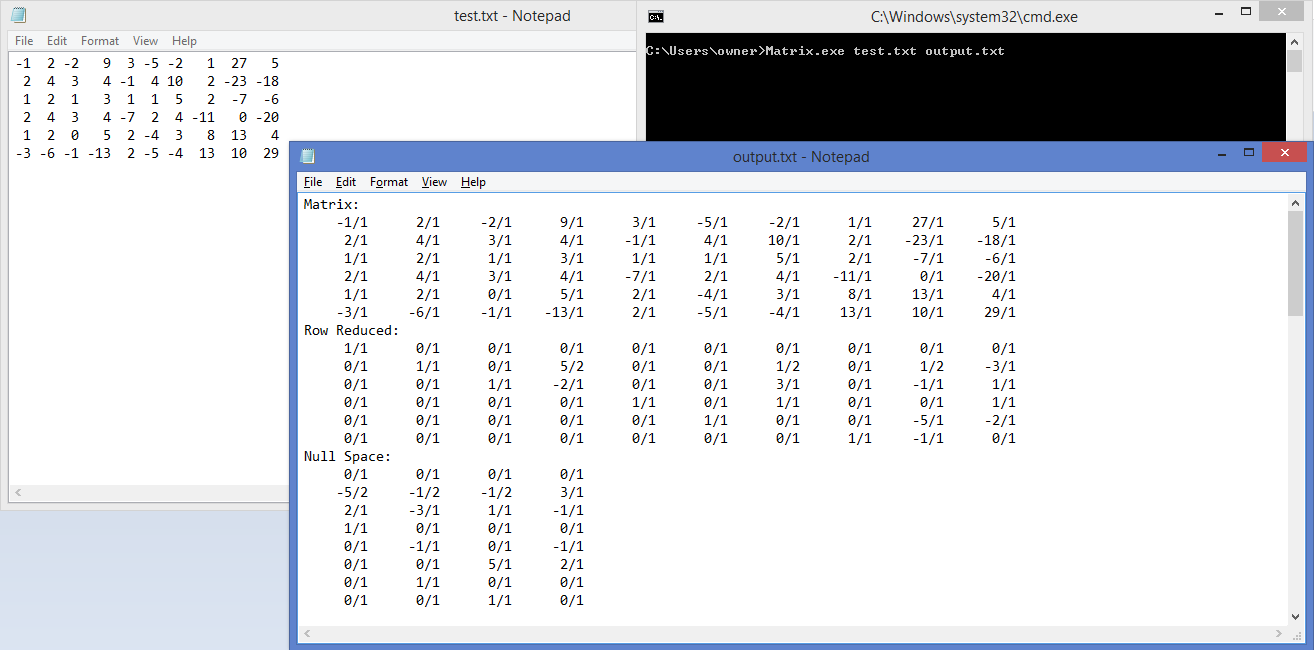 test.txt - Notepad
File Edit Format View Help
-1 2 -2 9 3 -5 -2 1 27 5
2 4 3 4 -1 4 10 2 -23 -18
1 2 1 3 1 1 5 2 -7 -6
2 4 3 4 -7 2 4 -11 0 -20
1 2 0 5 2 -4 3 8 13 4
-3 -6 -1 -13 2 -5 -4 13 10 29
C:\Windows\system32\cmd.exe
C:\Users\owner>Matrix.exe test.txt output.txt
output.txt - Notepad
File Edit Format View Help
Matrix:
-1/1 2/1 -2/1 9/1 3/1 -5/1 -2/1 1/1 27/1 5/1
2/1 4/1 3/1 4/1 -1/1 4/1 10/1 2/1 -23/1 -18/1
1/1 2/1 1/1 3/1 1/1 1/1 5/1 2/1 -7/1 -6/1
2/1 4/1 3/1 4/1 -7/1 2/1 4/1 -11/1 0/1 -20/1
1/1 2/1 0/1 5/1 2/1 -4/1 3/1 8/1 13/1 4/1
-3/1 -6/1 -1/1 -13/1 2/1 -5/1 -4/1 13/1 10/1 29/1
Row Reduced:
1/1 0/1 0/1 0/1 0/1 0/1 0/1 0/1 0/1 0/1
0/1 1/1 0/1 5/2 0/1 0/1 1/2 0/1 1/2 -3/1
0/1 0/1 1/1 -2/1 0/1 0/1 3/1 0/1 -1/1 1/1
0/1 0/1 0/1 0/1 1/1 0/1 1/1 0/1 0/1 1/1
0/1 0/1 0/1 0/1 0/1 1/1 0/1 0/1 -5/1 -2/1
0/1 0/1 0/1 0/1 0/1 0/1 0/1 1/1 -1/1 0/1
Null Space:
0/1 0/1 0/1 0/1
-5/2 -1/2 -1/2 3/1
2/1 -3/1 1/1 -1/1
1/1 0/1 0/1 0/1
0/1 -1/1 0/1 -1/1
0/1 0/1 5/1 2/1
0/1 1/1 0/1 0/1
0/1 0/1 1/1 0/1